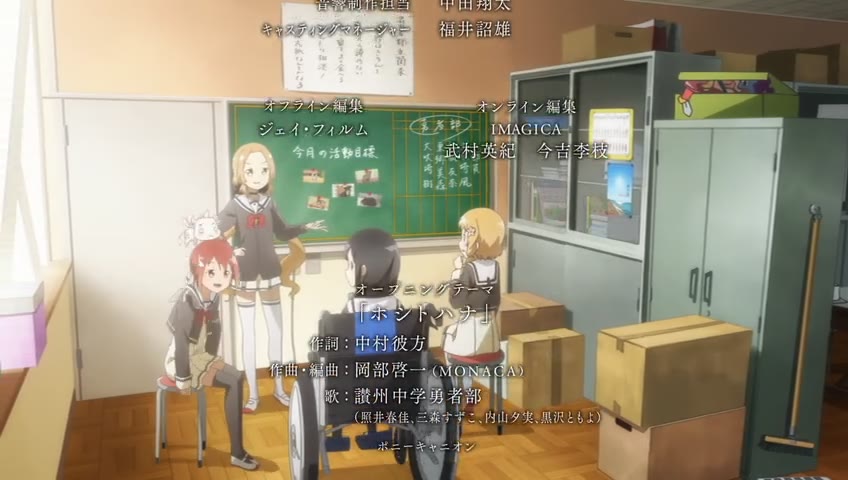 音響制作担当　中田翔太
キャスティングマネージャー　福井韶雄
オフライン編集
ジェイ・フィルム
オンライン編集
IMAGICA
武村英紀　今吉李枝
勇者部
今月の活動目標
オープニングテーマ
「ホシトハナ」
作詞：中村彼方
作曲・編曲：岡部啓一（MONACA）
歌：讃州中学勇者部
（照井春佳、三森すずこ、内山夕実、黒沢ともよ）
ポニーキャニオン